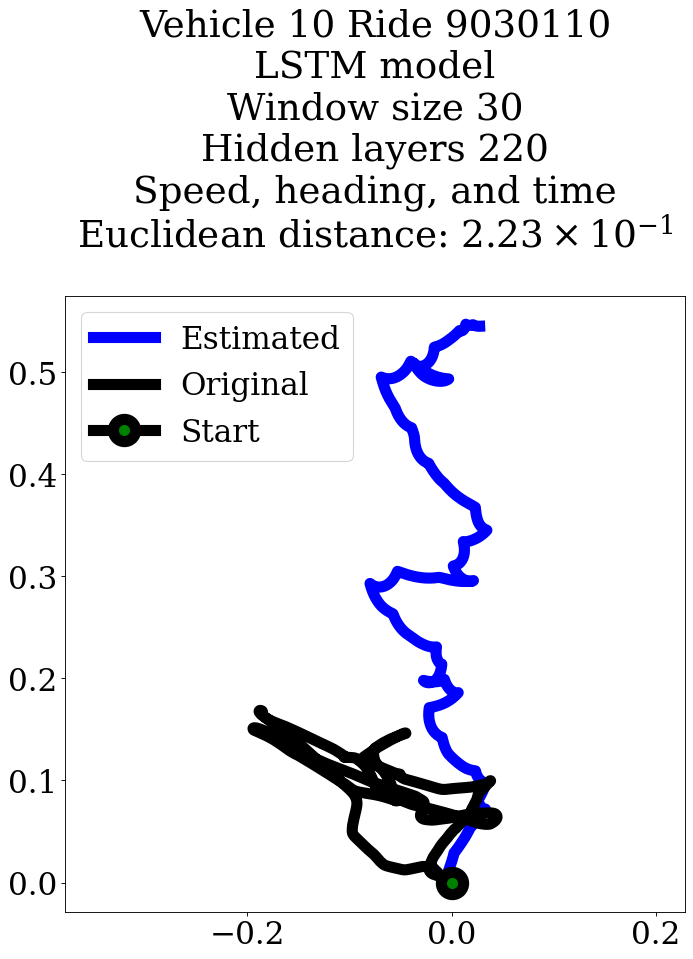 Vehicle 10 Ride 9030110
LSTM model
Window size 30
Hidden layers 220
Speed, heading, and time
Euclidean distance: 2.23 × 10⁻¹
Estimated
Original
Start
0.5
0.4
0.3
0.2
0.1
0.0
−0.2 0.0 0.2